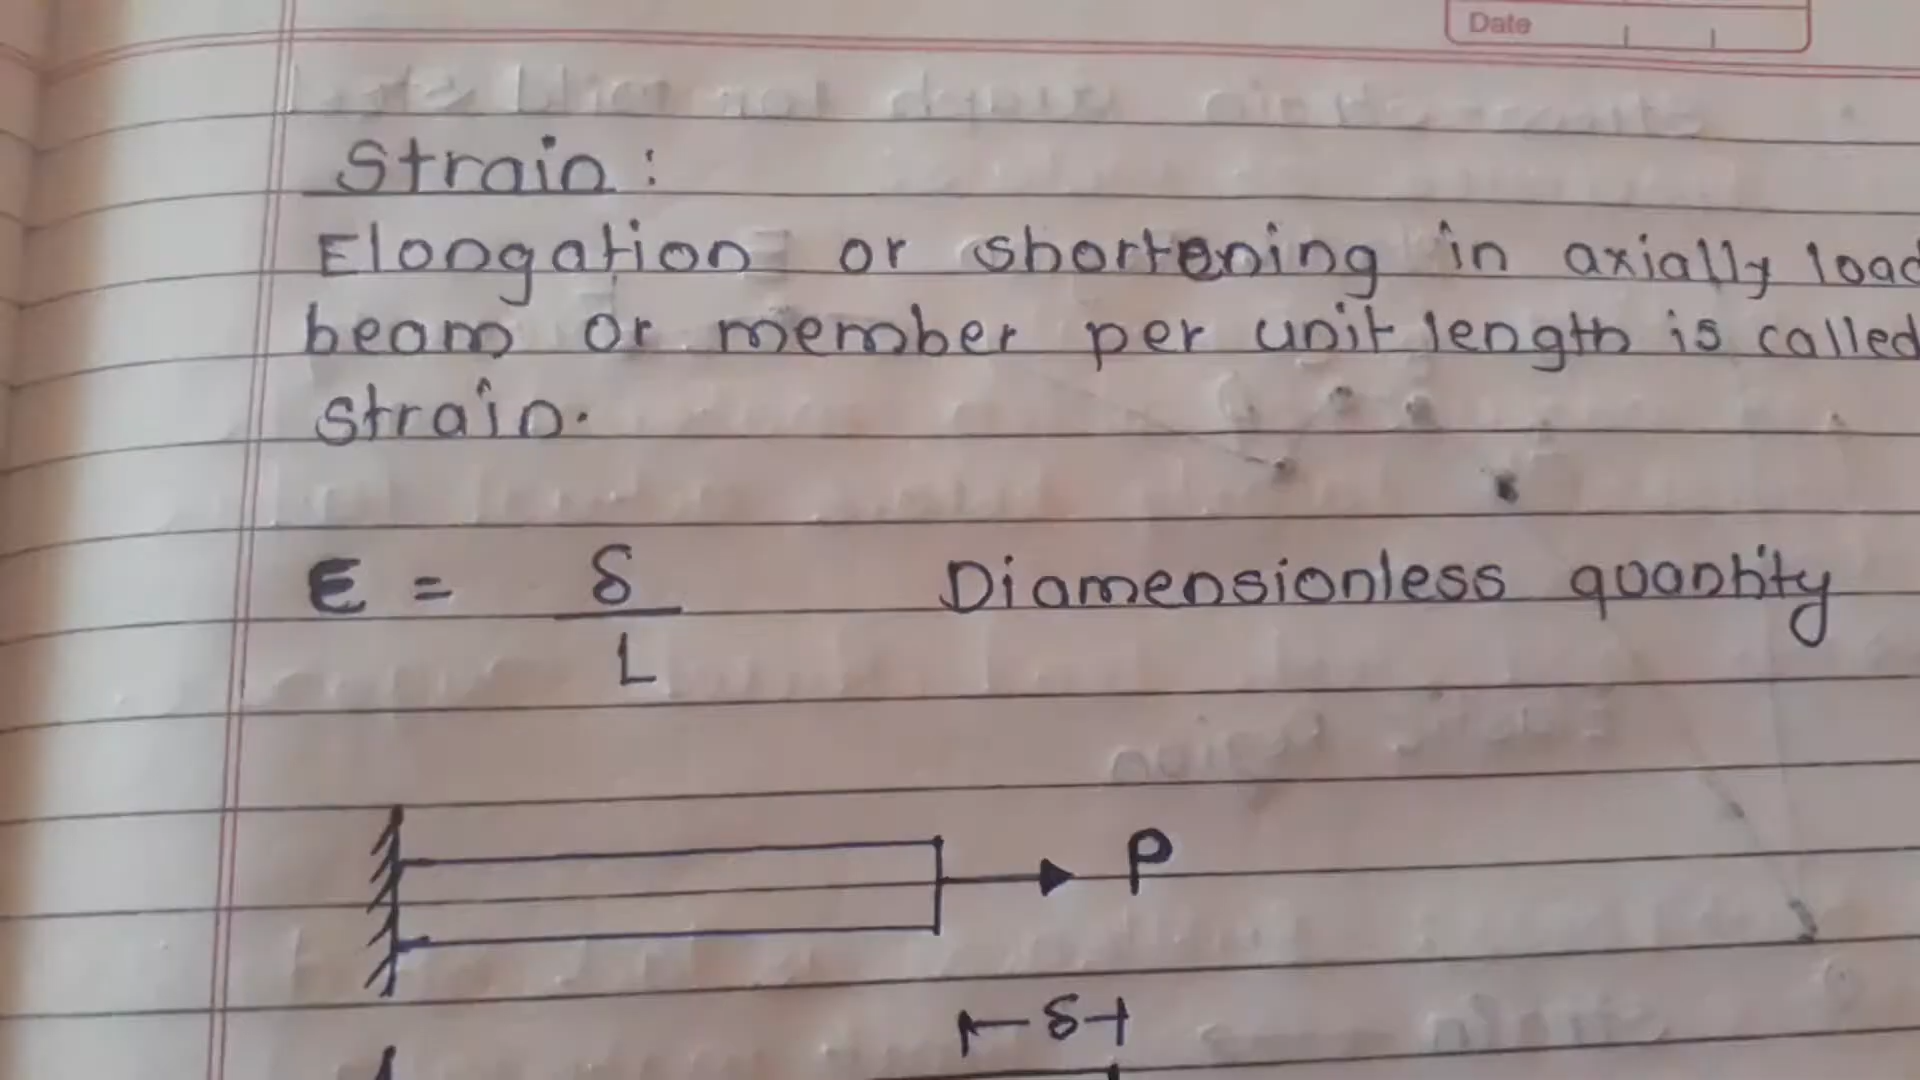 Date
Strain:
Elongation or shortening in axially load
beam or member per unit length is called
strain.
ϵ = δ/L Diamensionless quantity
P
δ